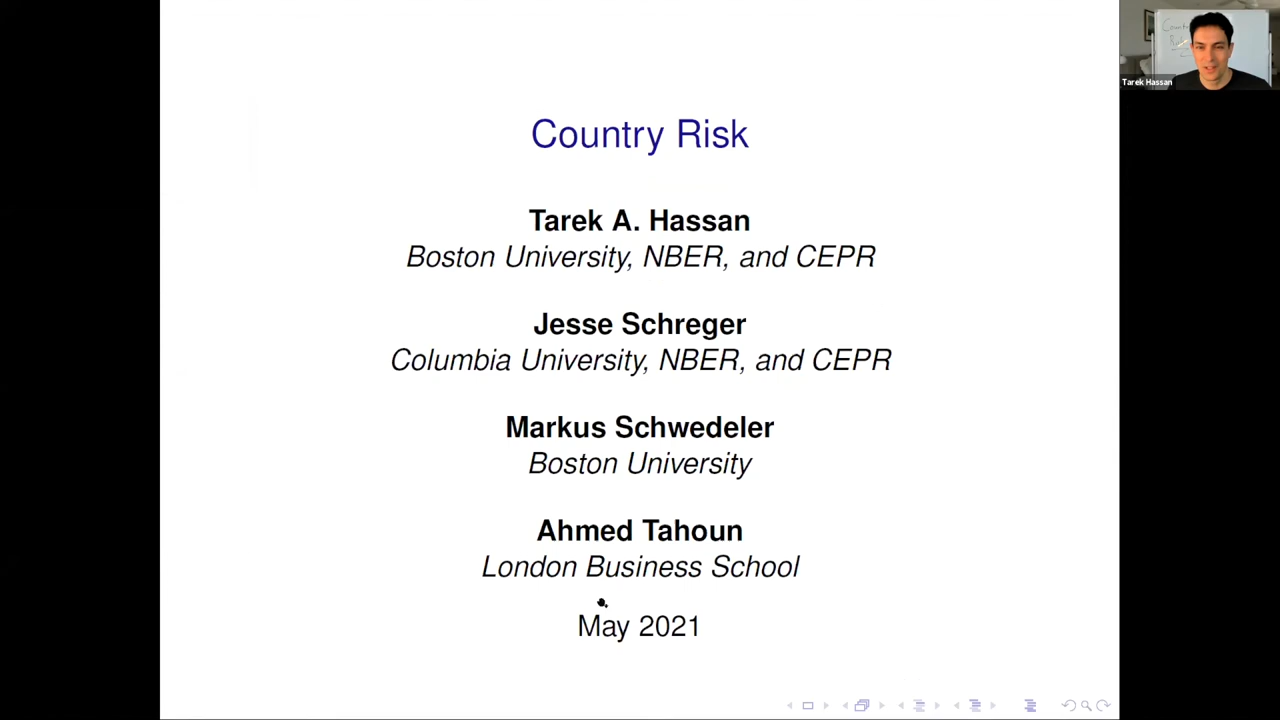 Country Risk
Tarek A. Hassan
Boston University, NBER, and CEPR
Jesse Schreger
Columbia University, NBER, and CEPR
Markus Schwedeler
Boston University
Ahmed Tahoun
London Business School
May 2021
Tarek Hassan